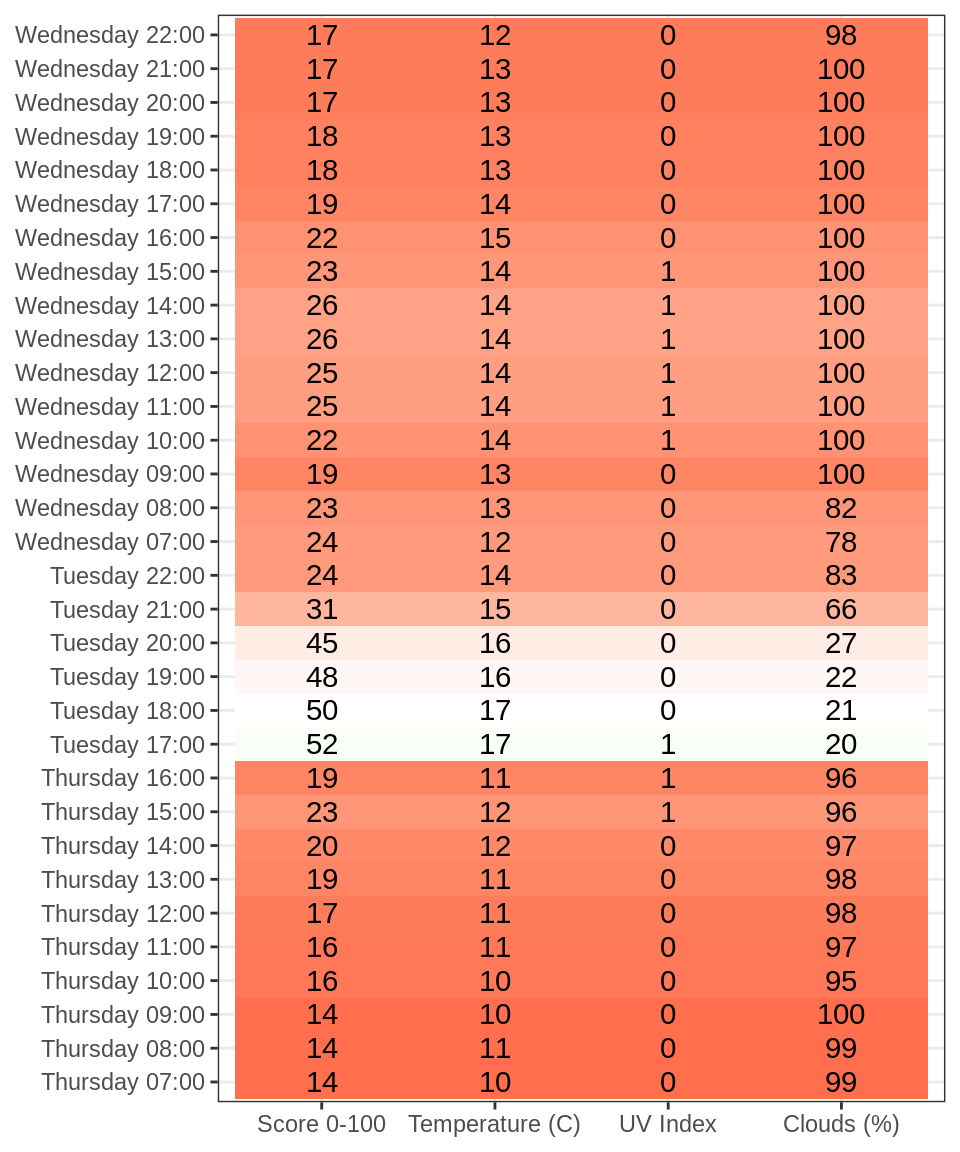 Wednesday 22:00 17 12 0 98
Wednesday 21:00 17 13 0 100
Wednesday 20:00 17 13 0 100
Wednesday 19:00 18 13 0 100
Wednesday 18:00 18 13 0 100
Wednesday 17:00 19 14 0 100
Wednesday 16:00 22 15 0 100
Wednesday 15:00 23 14 1 100
Wednesday 14:00 26 14 1 100
Wednesday 13:00 26 14 1 100
Wednesday 12:00 25 14 1 100
Wednesday 11:00 25 14 1 100
Wednesday 10:00 22 14 1 100
Wednesday 09:00 19 13 0 100
Wednesday 08:00 23 13 0 82
Wednesday 07:00 24 12 0 78
Tuesday 22:00 24 14 0 83
Tuesday 21:00 31 15 0 66
Tuesday 20:00 45 16 0 27
Tuesday 19:00 48 16 0 22
Tuesday 18:00 50 17 0 21
Tuesday 17:00 52 17 1 20
Thursday 16:00 19 11 1 96
Thursday 15:00 23 12 1 96
Thursday 14:00 20 12 0 97
Thursday 13:00 19 11 0 98
Thursday 12:00 17 11 0 98
Thursday 11:00 16 11 0 97
Thursday 10:00 16 10 0 95
Thursday 09:00 14 10 0 100
Thursday 08:00 14 11 0 99
Thursday 07:00 14 10 0 99
Score 0-100 Temperature (C) UV Index Clouds (%)